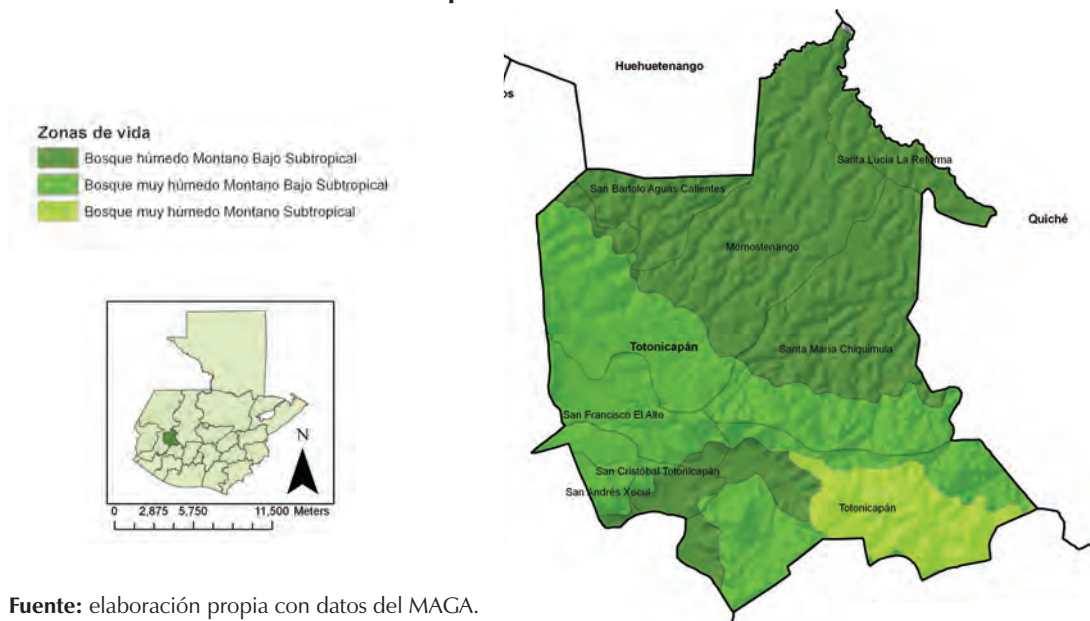 Huehuetenango
os
Zonas de vida
Bosque húmedo Montano Bajo Subtropical
Bosque muy húmedo Montano Bajo Subtropical
Bosque muy húmedo Montano Subtropical
Santa Lucía La Reforma
San Bartolo Aguas Calientes
Quiché
Momostenango
Totonicapán
Santa María Chiquimula
San Francisco El Alto
N
San Cristóbal Totonicapán
San Andrés Xecul
Totonicapán
0 2,875 5,750 11,500 Meters
Fuente: elaboración propia con datos del MAGA.